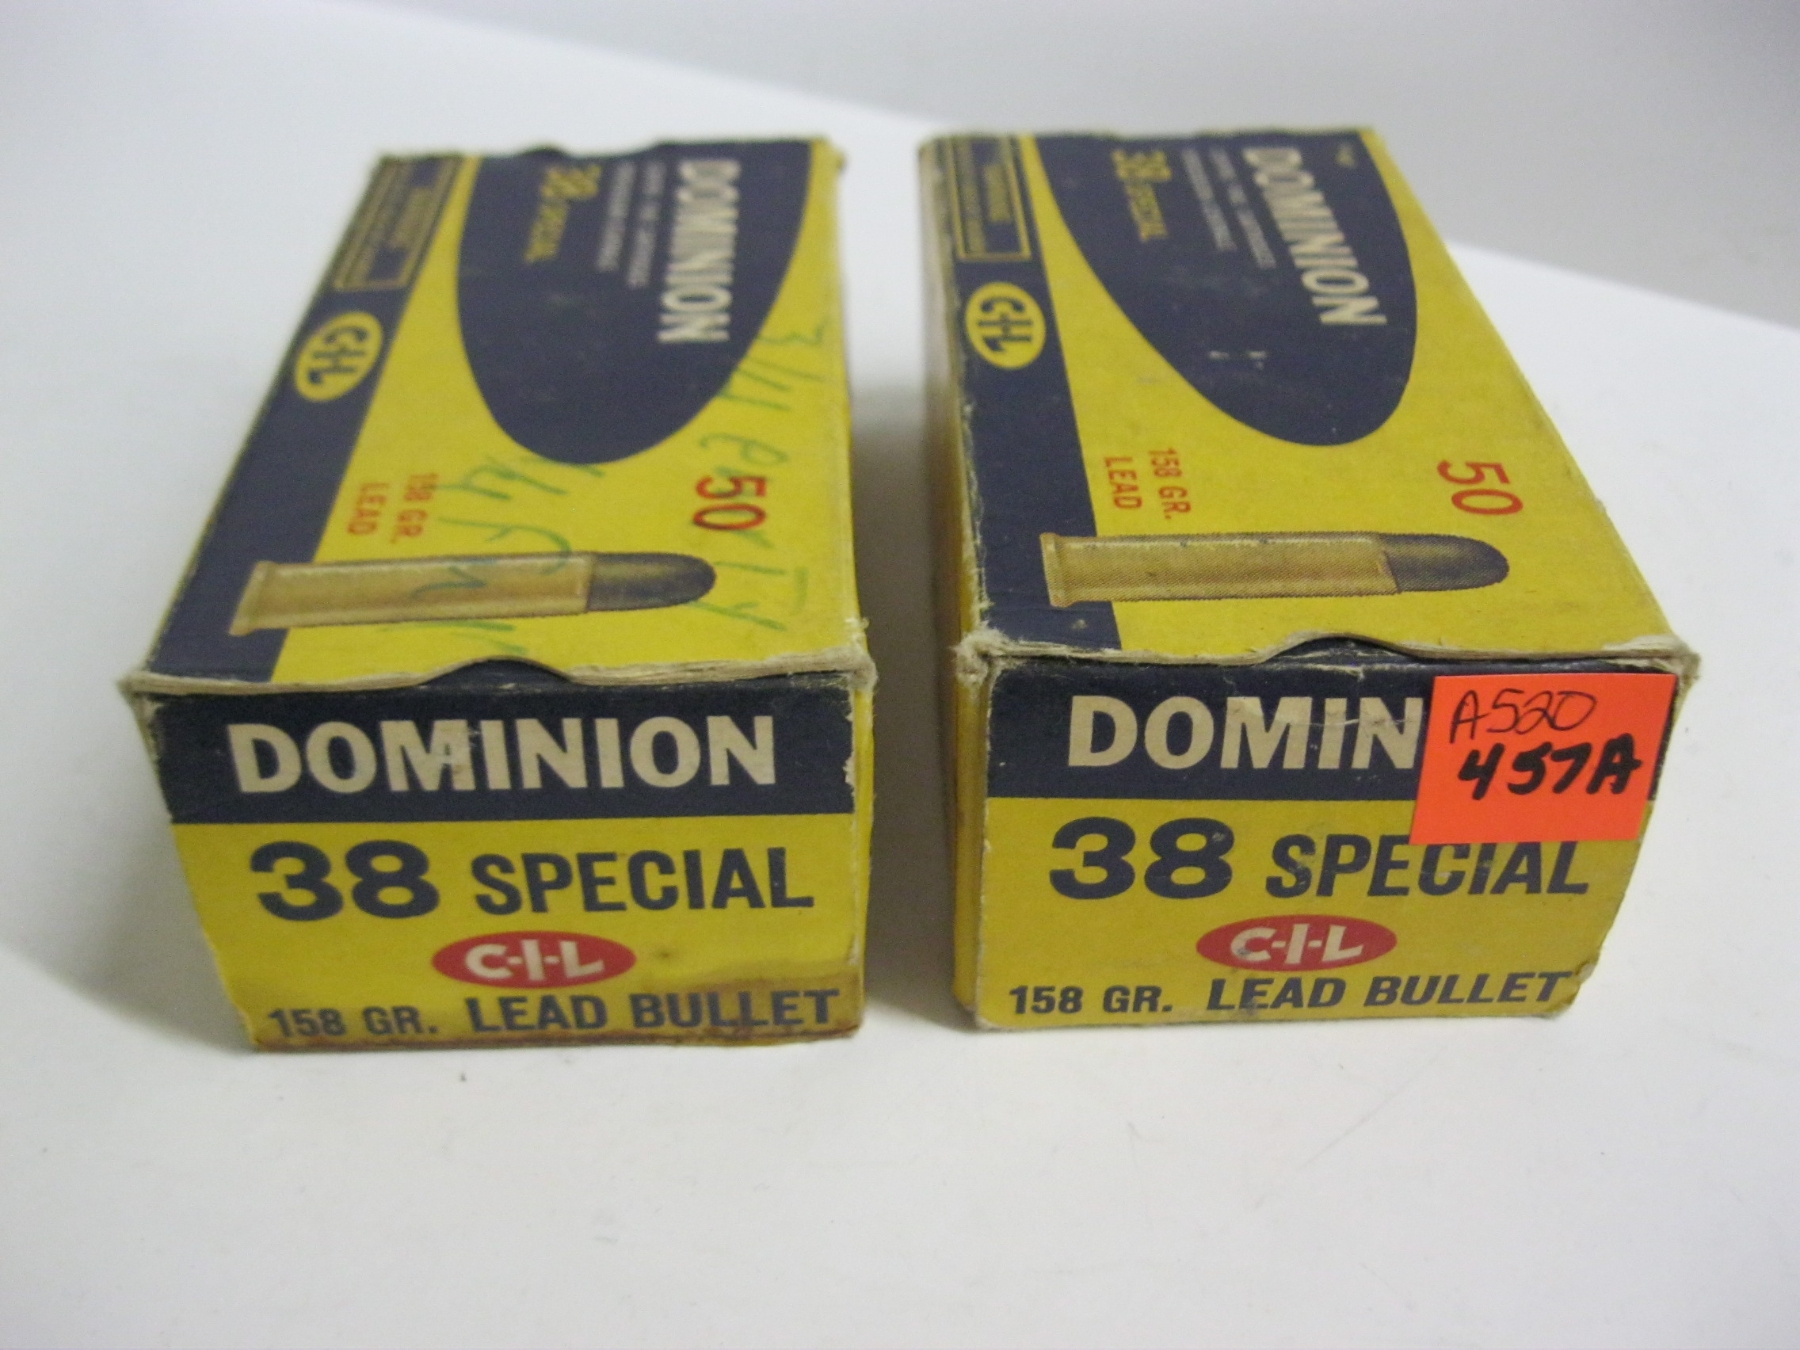 DOMINION
38 SPECIAL
C-I-L
158 GR.
LEAD
50
DOMINION
38 SPECIAL
C-I-L
158 GR. LEAD BULLET
DOMINION
38 SPECIAL
C-I-L
158 GR.
LEAD
50
DOMIN
A520
457A
38 SPECIAL
C-I-L
158 GR. LEAD BULLET